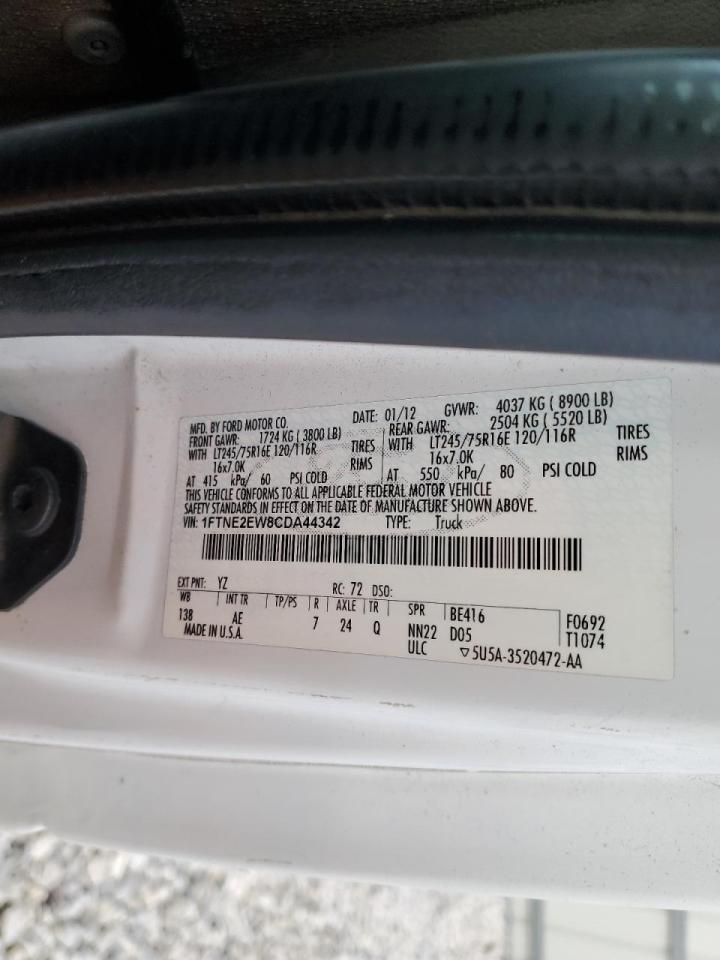 MFD. BY FORD MOTOR CO. DATE: 01/12 GVWR: 4037 KG ( 8900 LB)
FRONT GAWR: 1724 KG ( 3800 LB) REAR GAWR: 2504 KG ( 5520 LB)
WITH LT245/75R16E 120/116R TIRES WITH LT245/75R16E 120/116R TIRES
16x7.0K RIMS 16x7.0K RIMS
AT 415 kPa/ 60 PSI COLD AT 550 kPa/ 80 PSI COLD
THIS VEHICLE CONFORMS TO ALL APPLICABLE FEDERAL MOTOR VEHICLE
SAFETY STANDARDS IN EFFECT ON THE DATE OF MANUFACTURE SHOWN ABOVE.
VIN: 1FTNE2EW8CDA44342 TYPE: Truck
EXT PNT: YZ RC: 72 DSO:
WB INT TR TP/PS R AXLE TR SPR BE416 F0692
138 AE 7 24 Q NN22 D05 T1074
MADE IN U.S.A. ULC ▽5U5A-3520472-AA